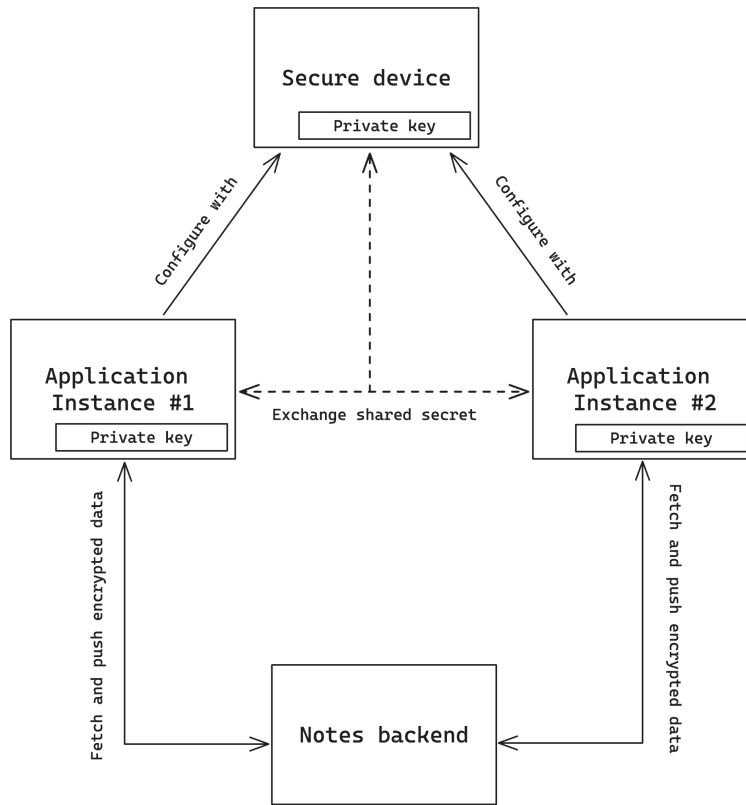 Secure device
Private key
Configure with
Configure with
Application
Instance #1
Private key
Exchange shared secret
Application
Instance #2
Private key
Fetch and push encrypted data
Fetch and push encrypted data
Notes backend